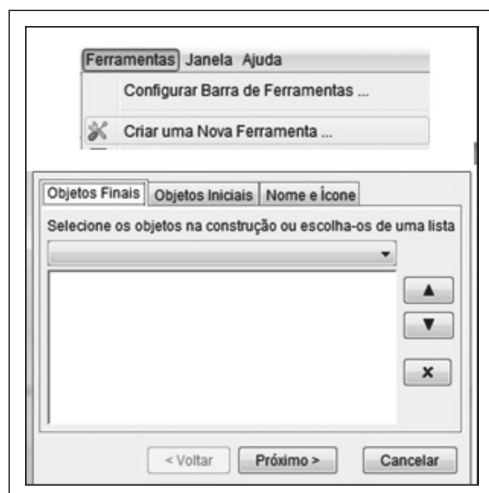 Ferramentas Janela Ajuda
Configurar Barra de Ferramentas ...
Criar uma Nova Ferramenta ...
Objetos Finais Objetos Iniciais Nome e Ícone
Selecione os objetos na construção ou escolha-os de uma lista
< Voltar Próximo > Cancelar